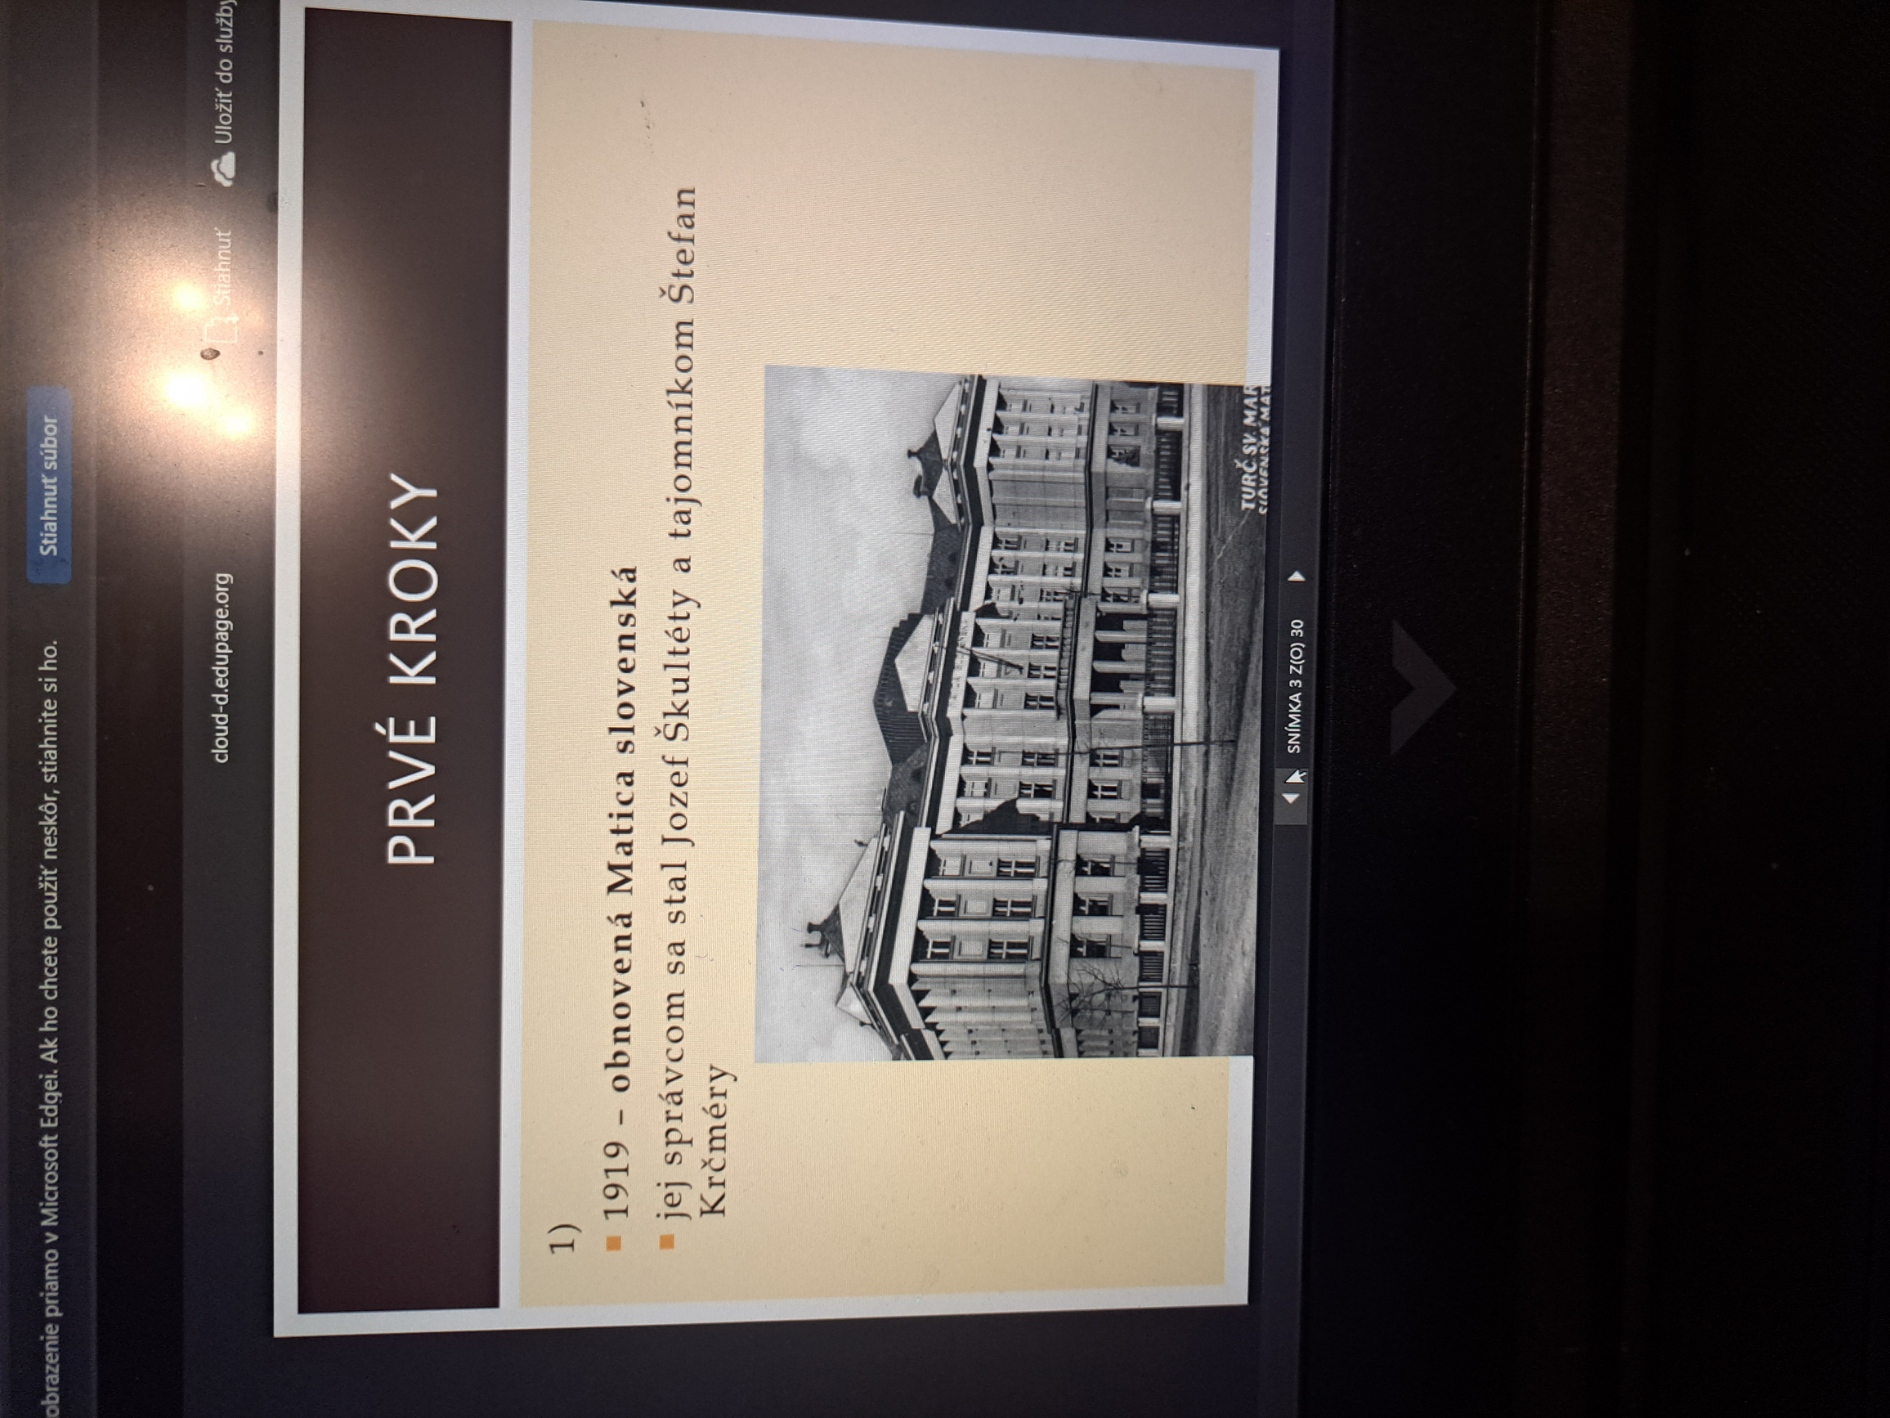 obrazenie priamo v Microsoft Edgei. Ak ho chcete použiť neskôr, stiahnite si ho.
Stiahnuť súbor
cloud-d.edupage.org
Stiahnuť
Uložiť do služby
PRVÉ KROKY
1)
1919 – obnovená Matica slovenská
jej správcom sa stal Jozef Škultéty a tajomníkom Štefan
Krčméry
TURČ. SV. MAR
SLOVENSKÁ MAT
SNÍMKA 3 Z(O) 30